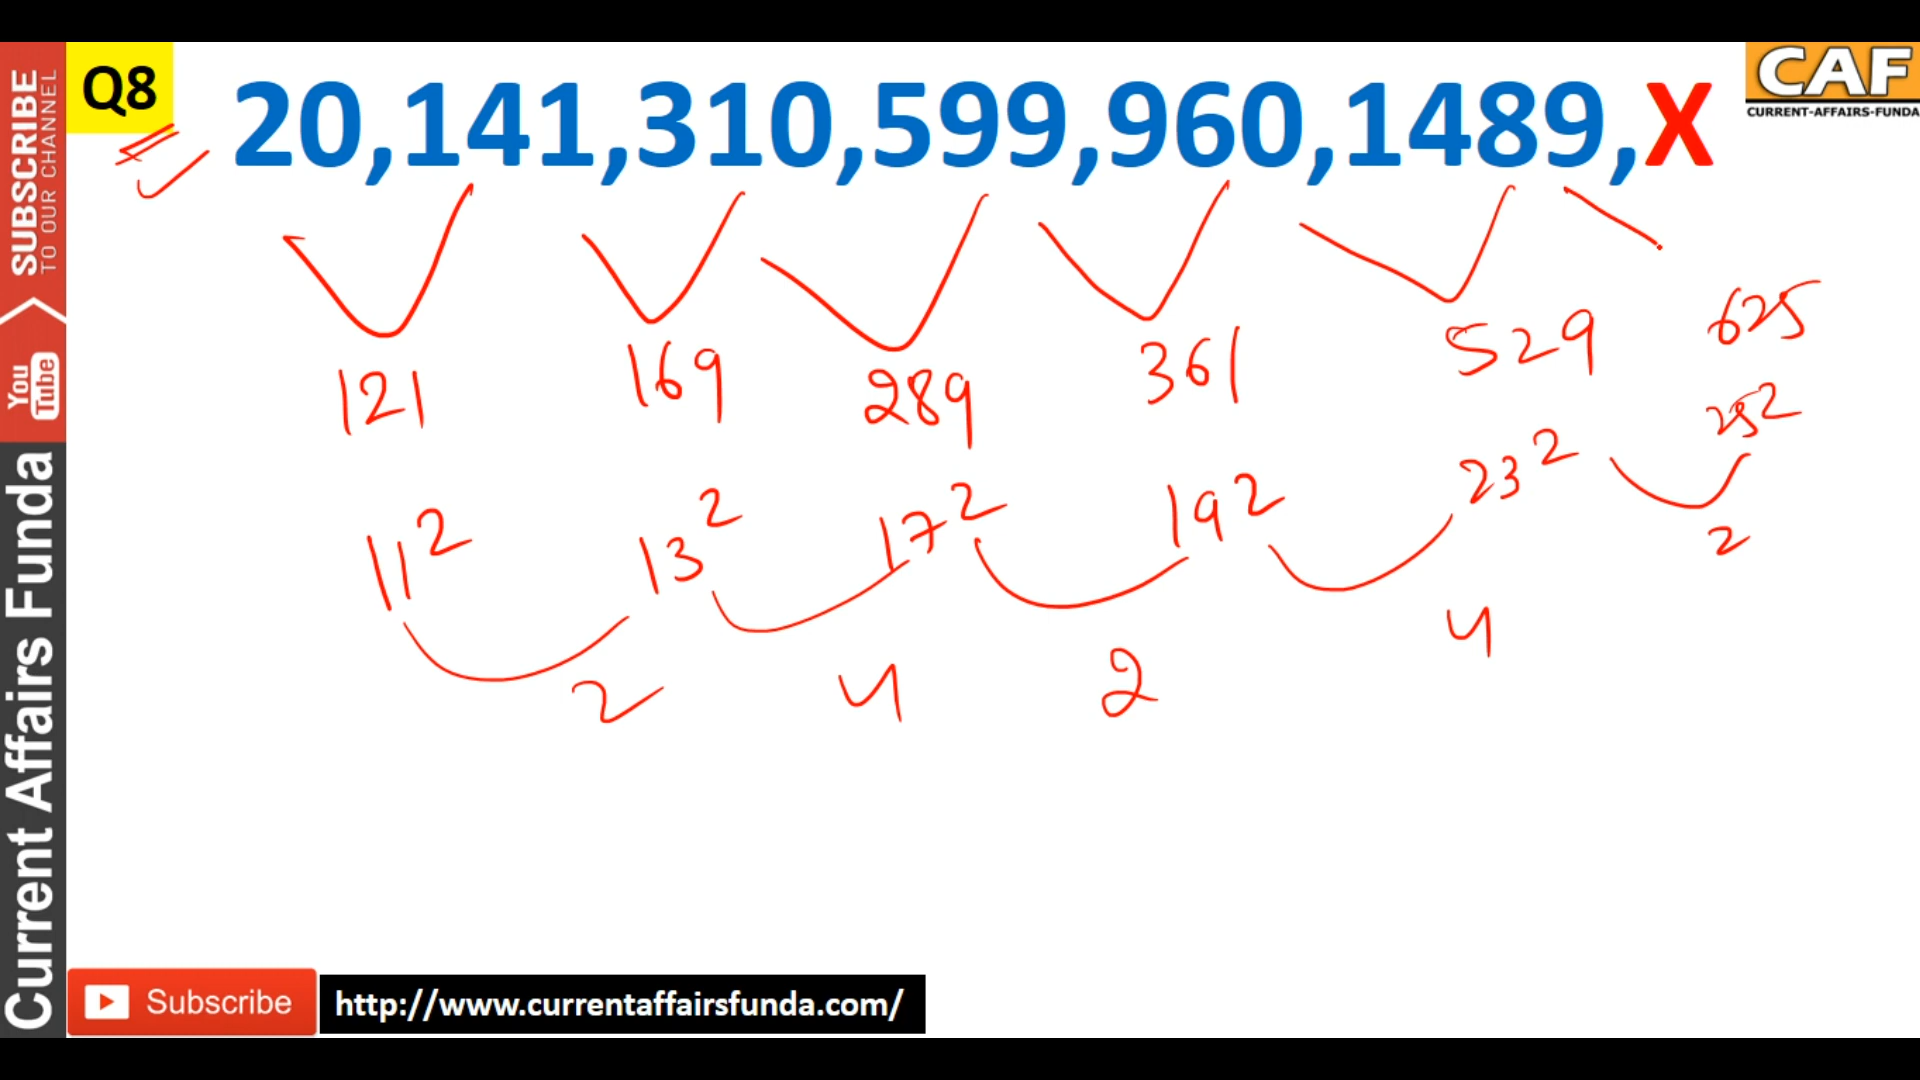 SUBSCRIBE
TO OUR CHANNEL
You
Tube
Current Affairs Funda
Q8
20,141,310,599,960,1489,X
CAF
CURRENT-AFFAIRS-FUNDA
121 169 289 361 529 625
11² 13² 17² 19² 23² 25²
2 4 2 4 2
Subscribe
http://www.currentaffairsfunda.com/